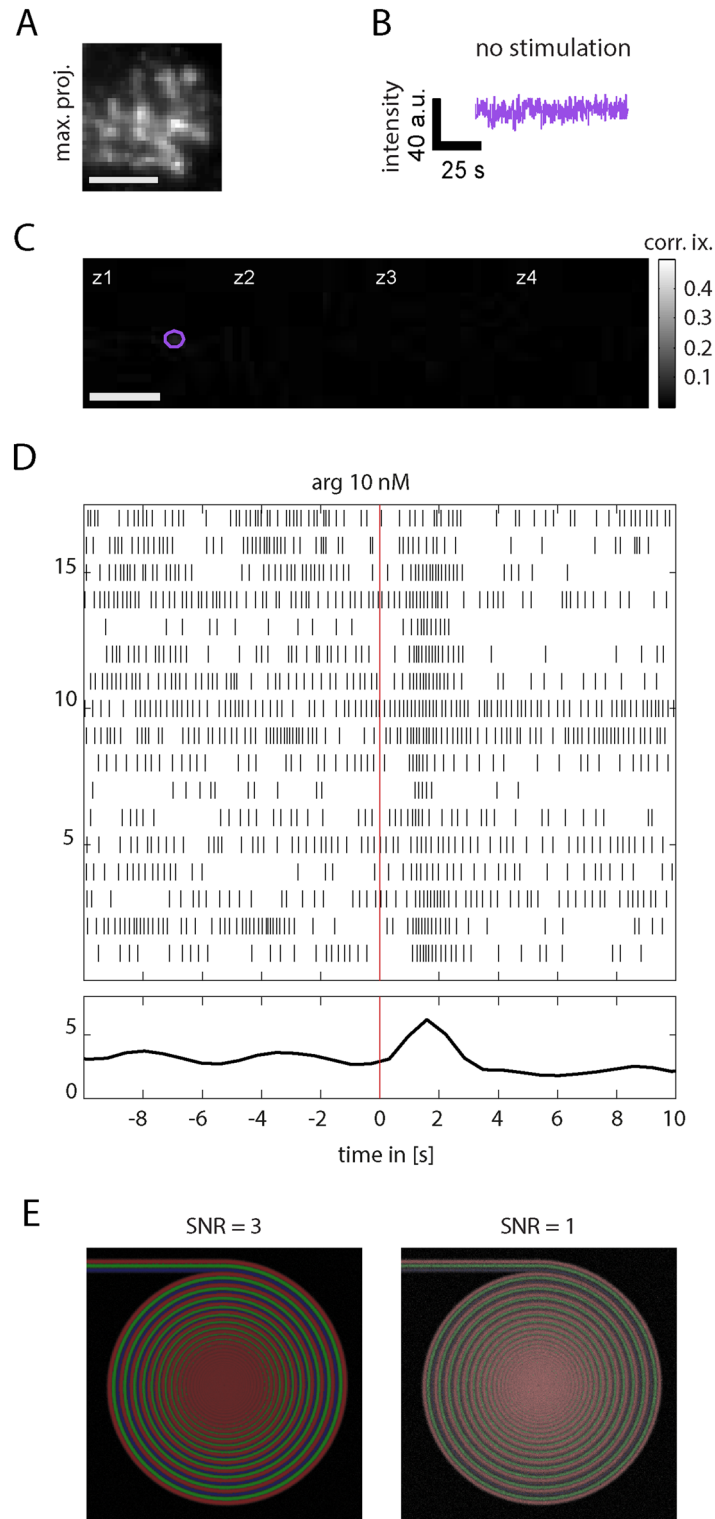 A
max. proj.
B
no stimulation
intensity
40 a.u.
25 s
C
corr. ix.
z1 z2 z3 z4
0.4
0.3
0.2
0.1
D
arg 10 nM
15
10
5
5
0
-8 -6 -4 -2 0 2 4 6 8 10
time in [s]
E
SNR = 3
SNR = 1